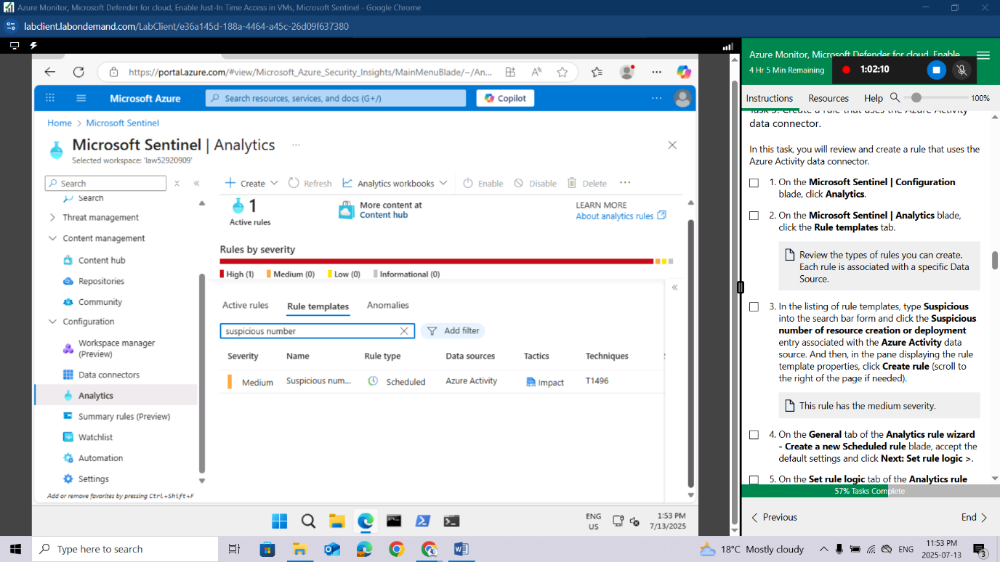 Azure Monitor, Microsoft Defender for cloud, Enable Just-In Time Access in VMs, Microsoft Sentinel - Google Chrome
labclient.labondemand.com/LabClient/e36a145d-188a-4464-a45c-26d09f637380
https://portal.azure.com/#view/Microsoft_Azure_Security_Insights/MainMenuBlade/~/An...
Microsoft Azure
Search resources, services, and docs (G+/)
Copilot
Home > Microsoft Sentinel
Microsoft Sentinel | Analytics
Selected workspace: 'law52920909'
Search
Search
Threat management
Content management
Content hub
Repositories
Community
Configuration
Workspace manager
(Preview)
Data connectors
Analytics
Summary rules (Preview)
Watchlist
Automation
Settings
Add or remove favorites by pressing Ctrl+Shift+F
Create
Refresh
Analytics workbooks
Enable
Disable
Delete
1
Active rules
More content at
Content hub
LEARN MORE
About analytics rules
Rules by severity
High (1)
Medium (0)
Low (0)
Informational (0)
Active rules
Rule templates
Anomalies
suspicious number
Add filter
Severity Name Rule type Data sources Tactics Techniques
Medium Suspicious num... Scheduled Azure Activity Impact T1496
ENG
US
1:53 PM
7/13/2025
Azure Monitor, Microsoft Defender for cloud, Enable
4 Hr 5 Min Remaining
1:02:10
Instructions Resources Help 100%
Task 3: Create a rule that uses the Azure Activity
data connector.
In this task, you will review and create a rule that uses the
Azure Activity data connector.
1. On the Microsoft Sentinel | Configuration
blade, click Analytics.
2. On the Microsoft Sentinel | Analytics blade,
click the Rule templates tab.
Review the types of rules you can create.
Each rule is associated with a specific Data
Source.
3. In the listing of rule templates, type Suspicious
into the search bar form and click the Suspicious
number of resource creation or deployment
entry associated with the Azure Activity data
source. And then, in the pane displaying the rule
template properties, click Create rule (scroll to
the right of the page if needed).
This rule has the medium severity.
4. On the General tab of the Analytics rule wizard
- Create a new Scheduled rule blade, accept the
default settings and click Next: Set rule logic >.
5. On the Set rule logic tab of the Analytics rule
57% Tasks Complete
Previous
End
Type here to search
18°C Mostly cloudy
ENG
11:53 PM
2025-07-13
3